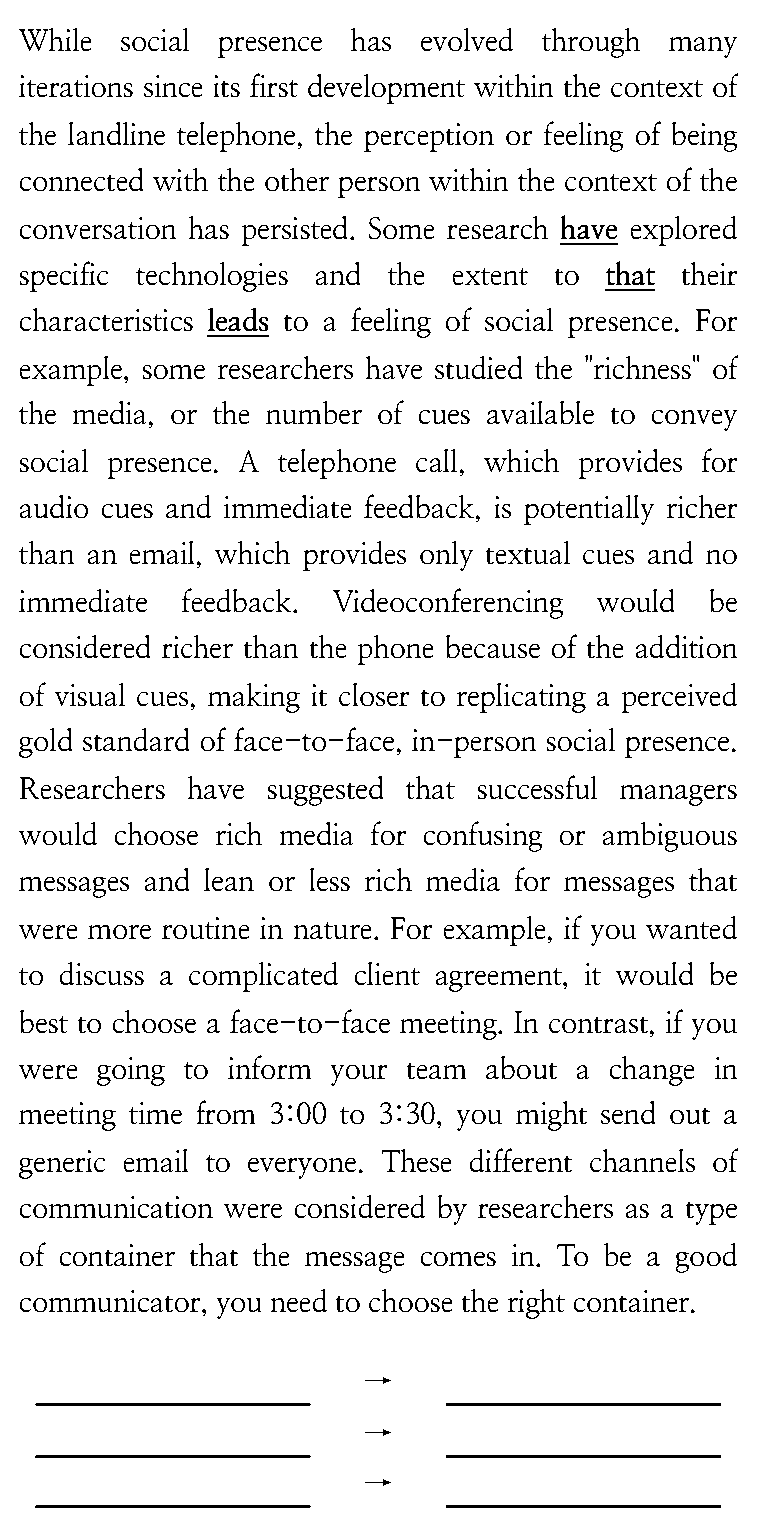 While social presence has evolved through many
iterations since its first development within the context of
the landline telephone, the perception or feeling of being
connected with the other person within the context of the
conversation has persisted. Some research have explored
specific technologies and the extent to that their
characteristics leads to a feeling of social presence. For
example, some researchers have studied the "richness" of
the media, or the number of cues available to convey
social presence. A telephone call, which provides for
audio cues and immediate feedback, is potentially richer
than an email, which provides only textual cues and no
immediate feedback. Videoconferencing would be
considered richer than the phone because of the addition
of visual cues, making it closer to replicating a perceived
gold standard of face-to-face, in-person social presence.
Researchers have suggested that successful managers
would choose rich media for confusing or ambiguous
messages and lean or less rich media for messages that
were more routine in nature. For example, if you wanted
to discuss a complicated client agreement, it would be
best to choose a face-to-face meeting. In contrast, if you
were going to inform your team about a change in
meeting time from 3:00 to 3:30, you might send out a
generic email to everyone. These different channels of
communication were considered by researchers as a type
of container that the message comes in. To be a good
communicator, you need to choose the right container.
→
→
→